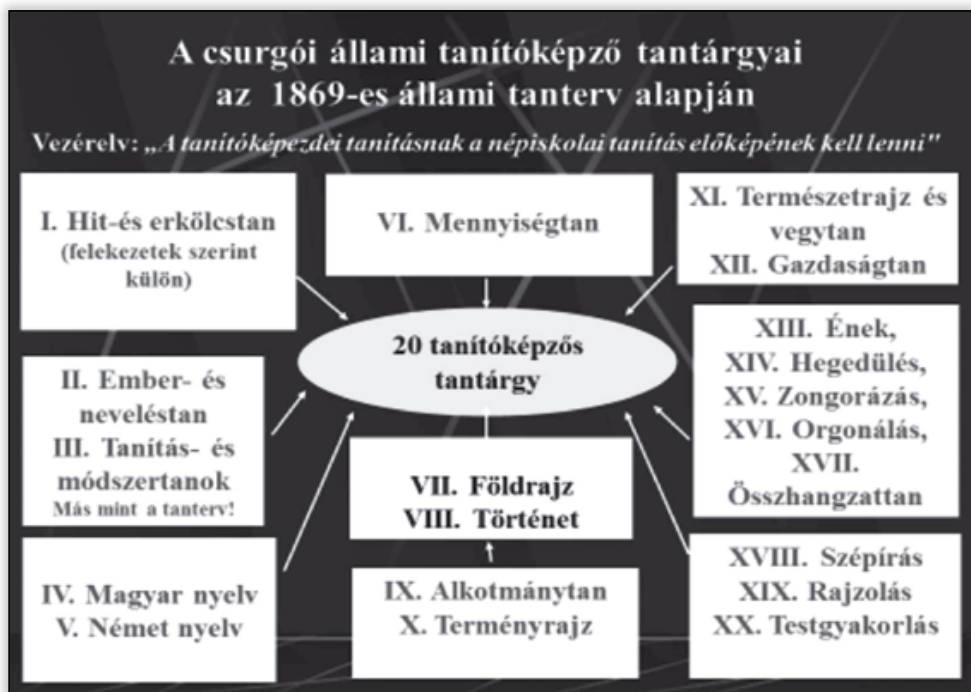 A csurgói állami tanítóképző tantárgyai
az 1869-es állami tanterv alapján
Vezérelv: „A tanítóképezdei tanításnak a népiskolai tanítás előképének kell lenni"
I. Hit-és erkölcstan
(felekezetek szerint
külön)
VI. Mennyiségtan
XI. Természetrajz és
vegytan
XII. Gazdaságtan
20 tanítóképzős
tantárgy
II. Ember- és
neveléstan
III. Tanítás- és
módszertanok
Más mint a tanterv!
XIII. Ének,
XIV. Hegedülés,
XV. Zongorázás,
XVI. Orgonálás,
XVII.
Összhangzattan
VII. Földrajz
VIII. Történet
IV. Magyar nyelv
V. Német nyelv
IX. Alkotmánytan
X. Terményrajz
XVIII. Szépírás
XIX. Rajzolás
XX. Testgyakorlás